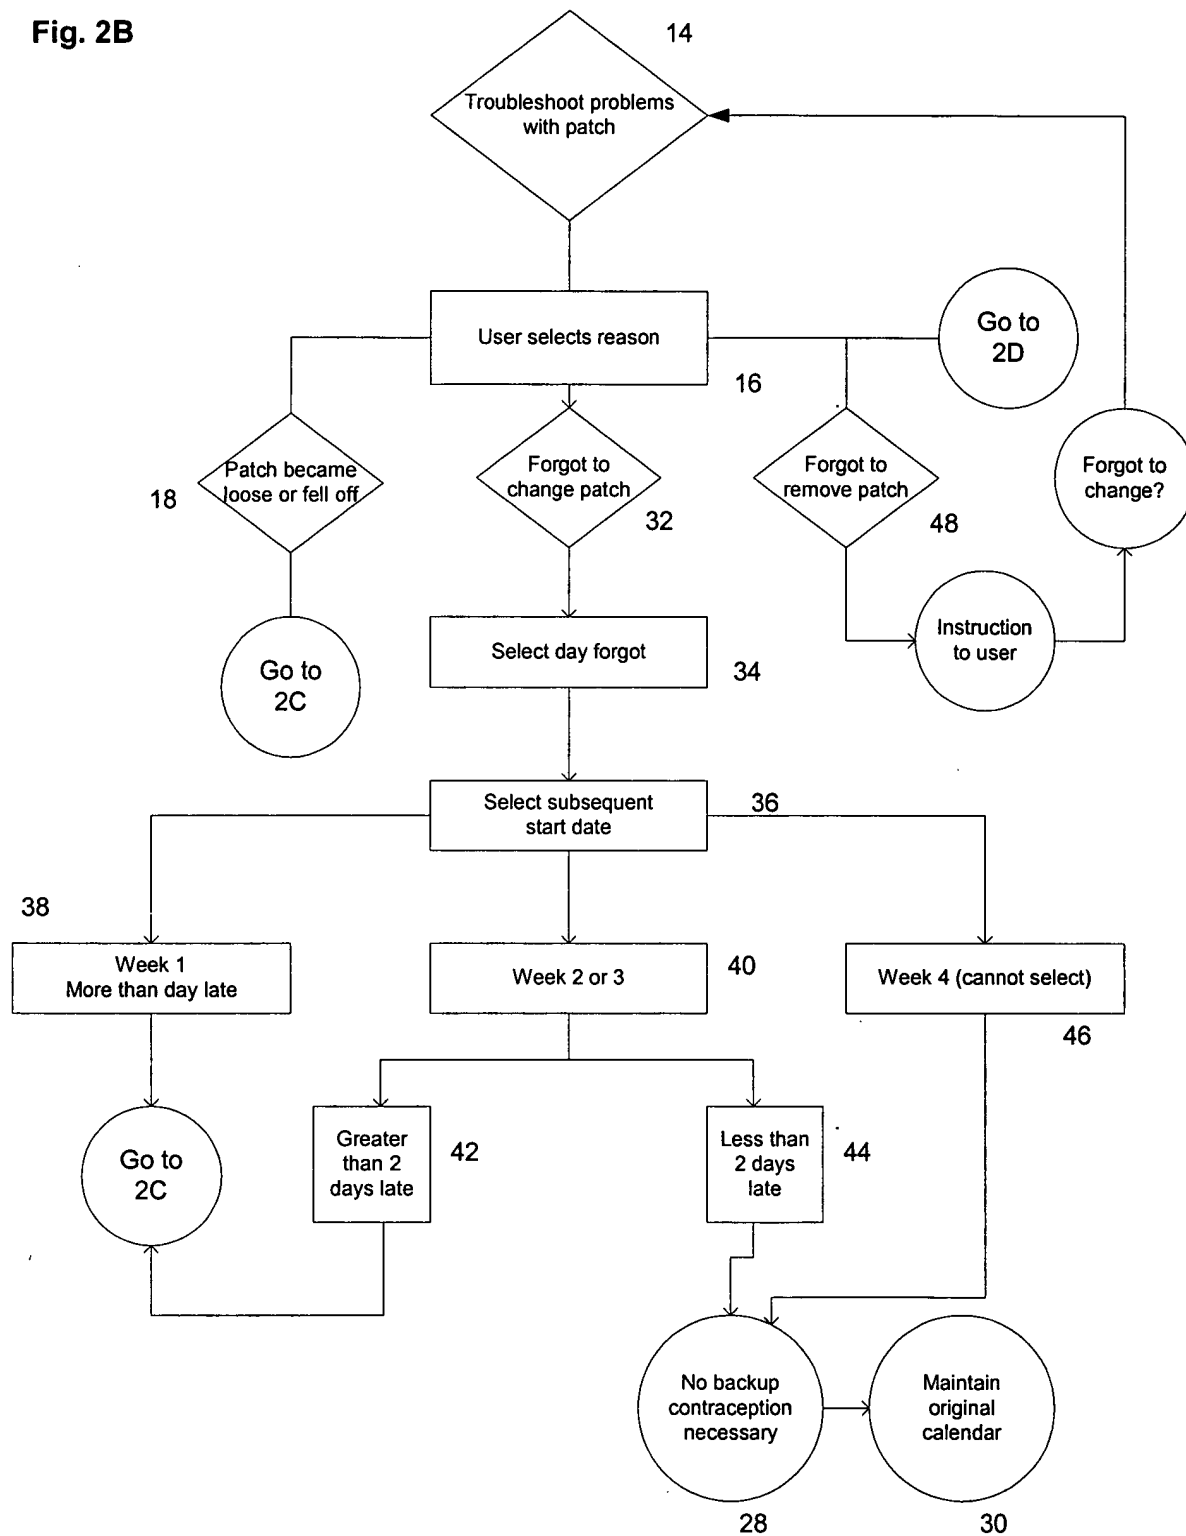 Fig. 2B
14
Troubleshoot problems
with patch
User selects reason
16
Go to
2D
Patch became
loose or fell off
18
Forgot to
change patch
32
Forgot to
remove patch
48
Forgot to
change?
Go to
2C
Select day forgot
34
Instruction
to user
Select subsequent
start date
36
38
Week 1
More than day late
Week 2 or 3
40
Week 4 (cannot select)
46
Go to
2C
Greater
than 2
days late
42
Less than
2 days
late
44
No backup
contraception
necessary
Maintain
original
calendar
28
30